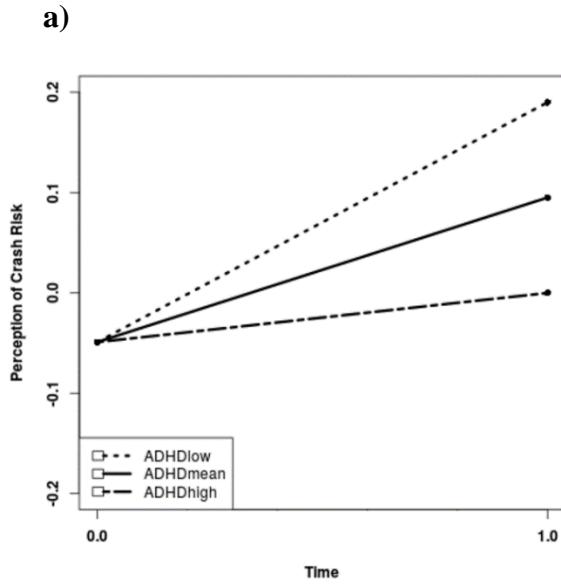 a)
0.2
0.1
0.0
-0.1
-0.2
Perception of Crash Risk
ADHDlow
ADHDmean
ADHDhigh
0.0 1.0
Time